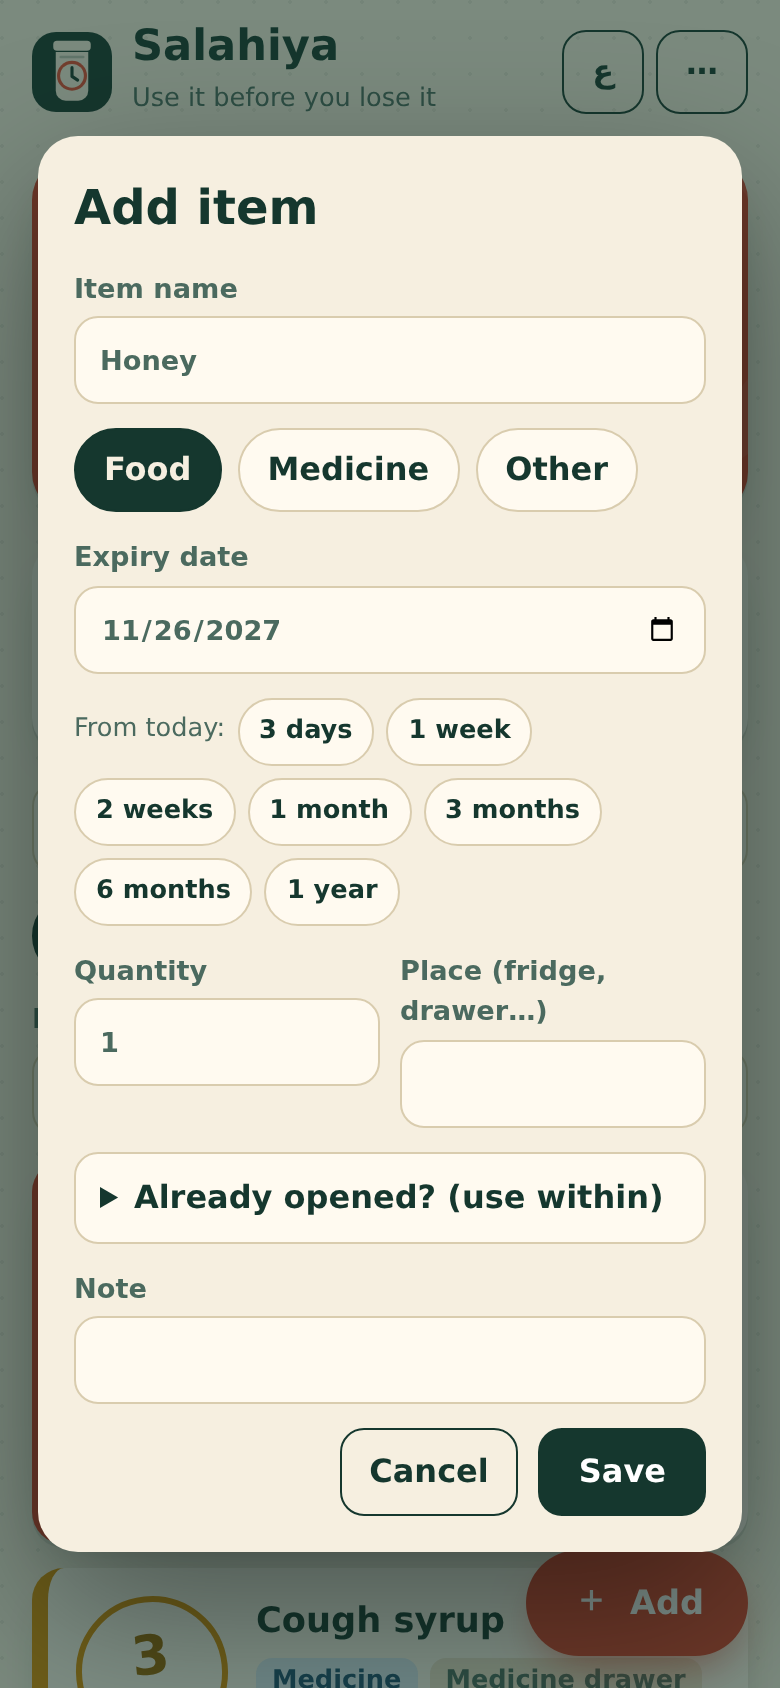 Salahiya
Use it before you lose it
ع
...
Add item
Item name
Honey
Food
Medicine
Other
Expiry date
11/26/2027
From today:
3 days
1 week
2 weeks
1 month
3 months
6 months
1 year
Quantity
Place (fridge,
drawer…)
1
Already opened? (use within)
Note
Cancel
Save
+ Add
3
Cough syrup
Medicine
Medicine drawer